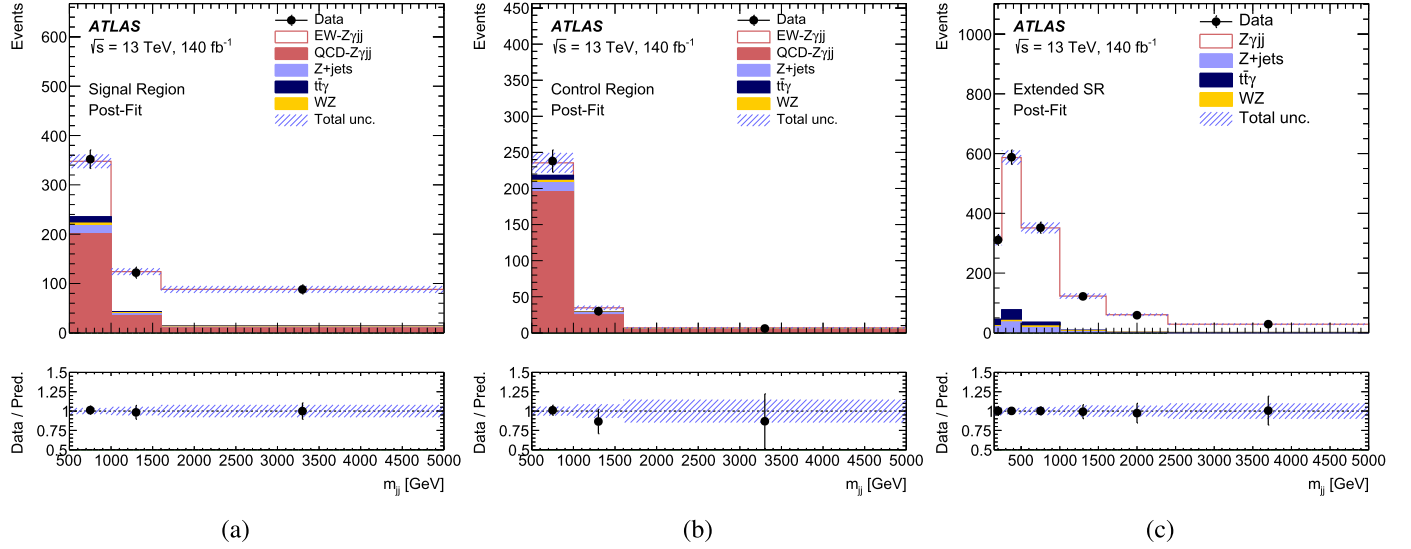 Events
ATLAS
√s = 13 TeV, 140 fb⁻¹
Signal Region
Post-Fit
Data
EW-Zγjj
QCD-Zγjj
Z+jets
tt̄γ
WZ
Total unc.
600
500
400
300
200
100
0
Data / Pred.
1.5
1.25
1
0.75
0.5
500 1000 1500 2000 2500 3000 3500 4000 4500 5000
m_jj [GeV]
(a)
Events
ATLAS
√s = 13 TeV, 140 fb⁻¹
Control Region
Post-Fit
Data
EW-Zγjj
QCD-Zγjj
Z+jets
tt̄γ
WZ
Total unc.
450
400
350
300
250
200
150
100
50
0
Data / Pred.
1.5
1.25
1
0.75
0.5
500 1000 1500 2000 2500 3000 3500 4000 4500 5000
m_jj [GeV]
(b)
Events
ATLAS
√s = 13 TeV, 140 fb⁻¹
Extended SR
Post-Fit
Data
Zγjj
Z+jets
tt̄γ
WZ
Total unc.
1000
800
600
400
200
0
Data / Pred.
1.5
1.25
1
0.75
0.5
500 1000 1500 2000 2500 3000 3500 4000 4500 5000
m_jj [GeV]
(c)